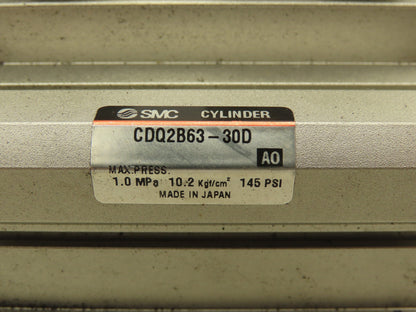 SMC CYLINDER
CDQ2B63-30D
AO
MAX.PRESS.
1.0 MPa 10.2 Kgf/cm² 145 PSI
MADE IN JAPAN